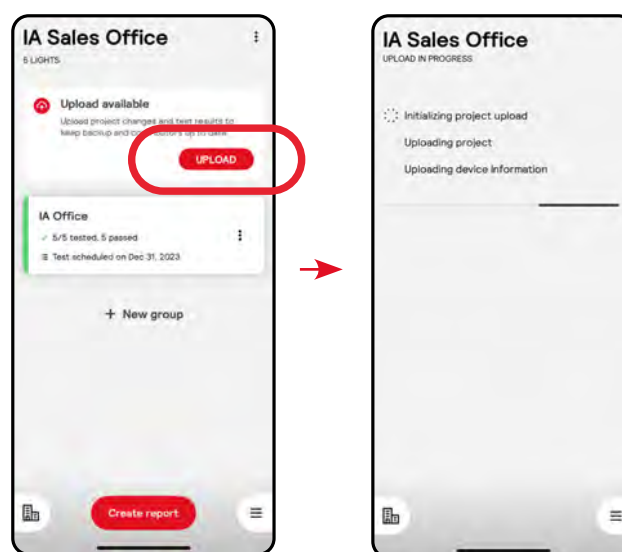 IA Sales Office
5 LIGHTS
Upload available
Upload project changes and test results to
keep backup and contributors up to date.
UPLOAD
IA Office
5/5 tested, 5 passed
Test scheduled on Dec 31, 2023
+ New group
Create report
IA Sales Office
UPLOAD IN PROGRESS
Initializing project upload
Uploading project
Uploading device information